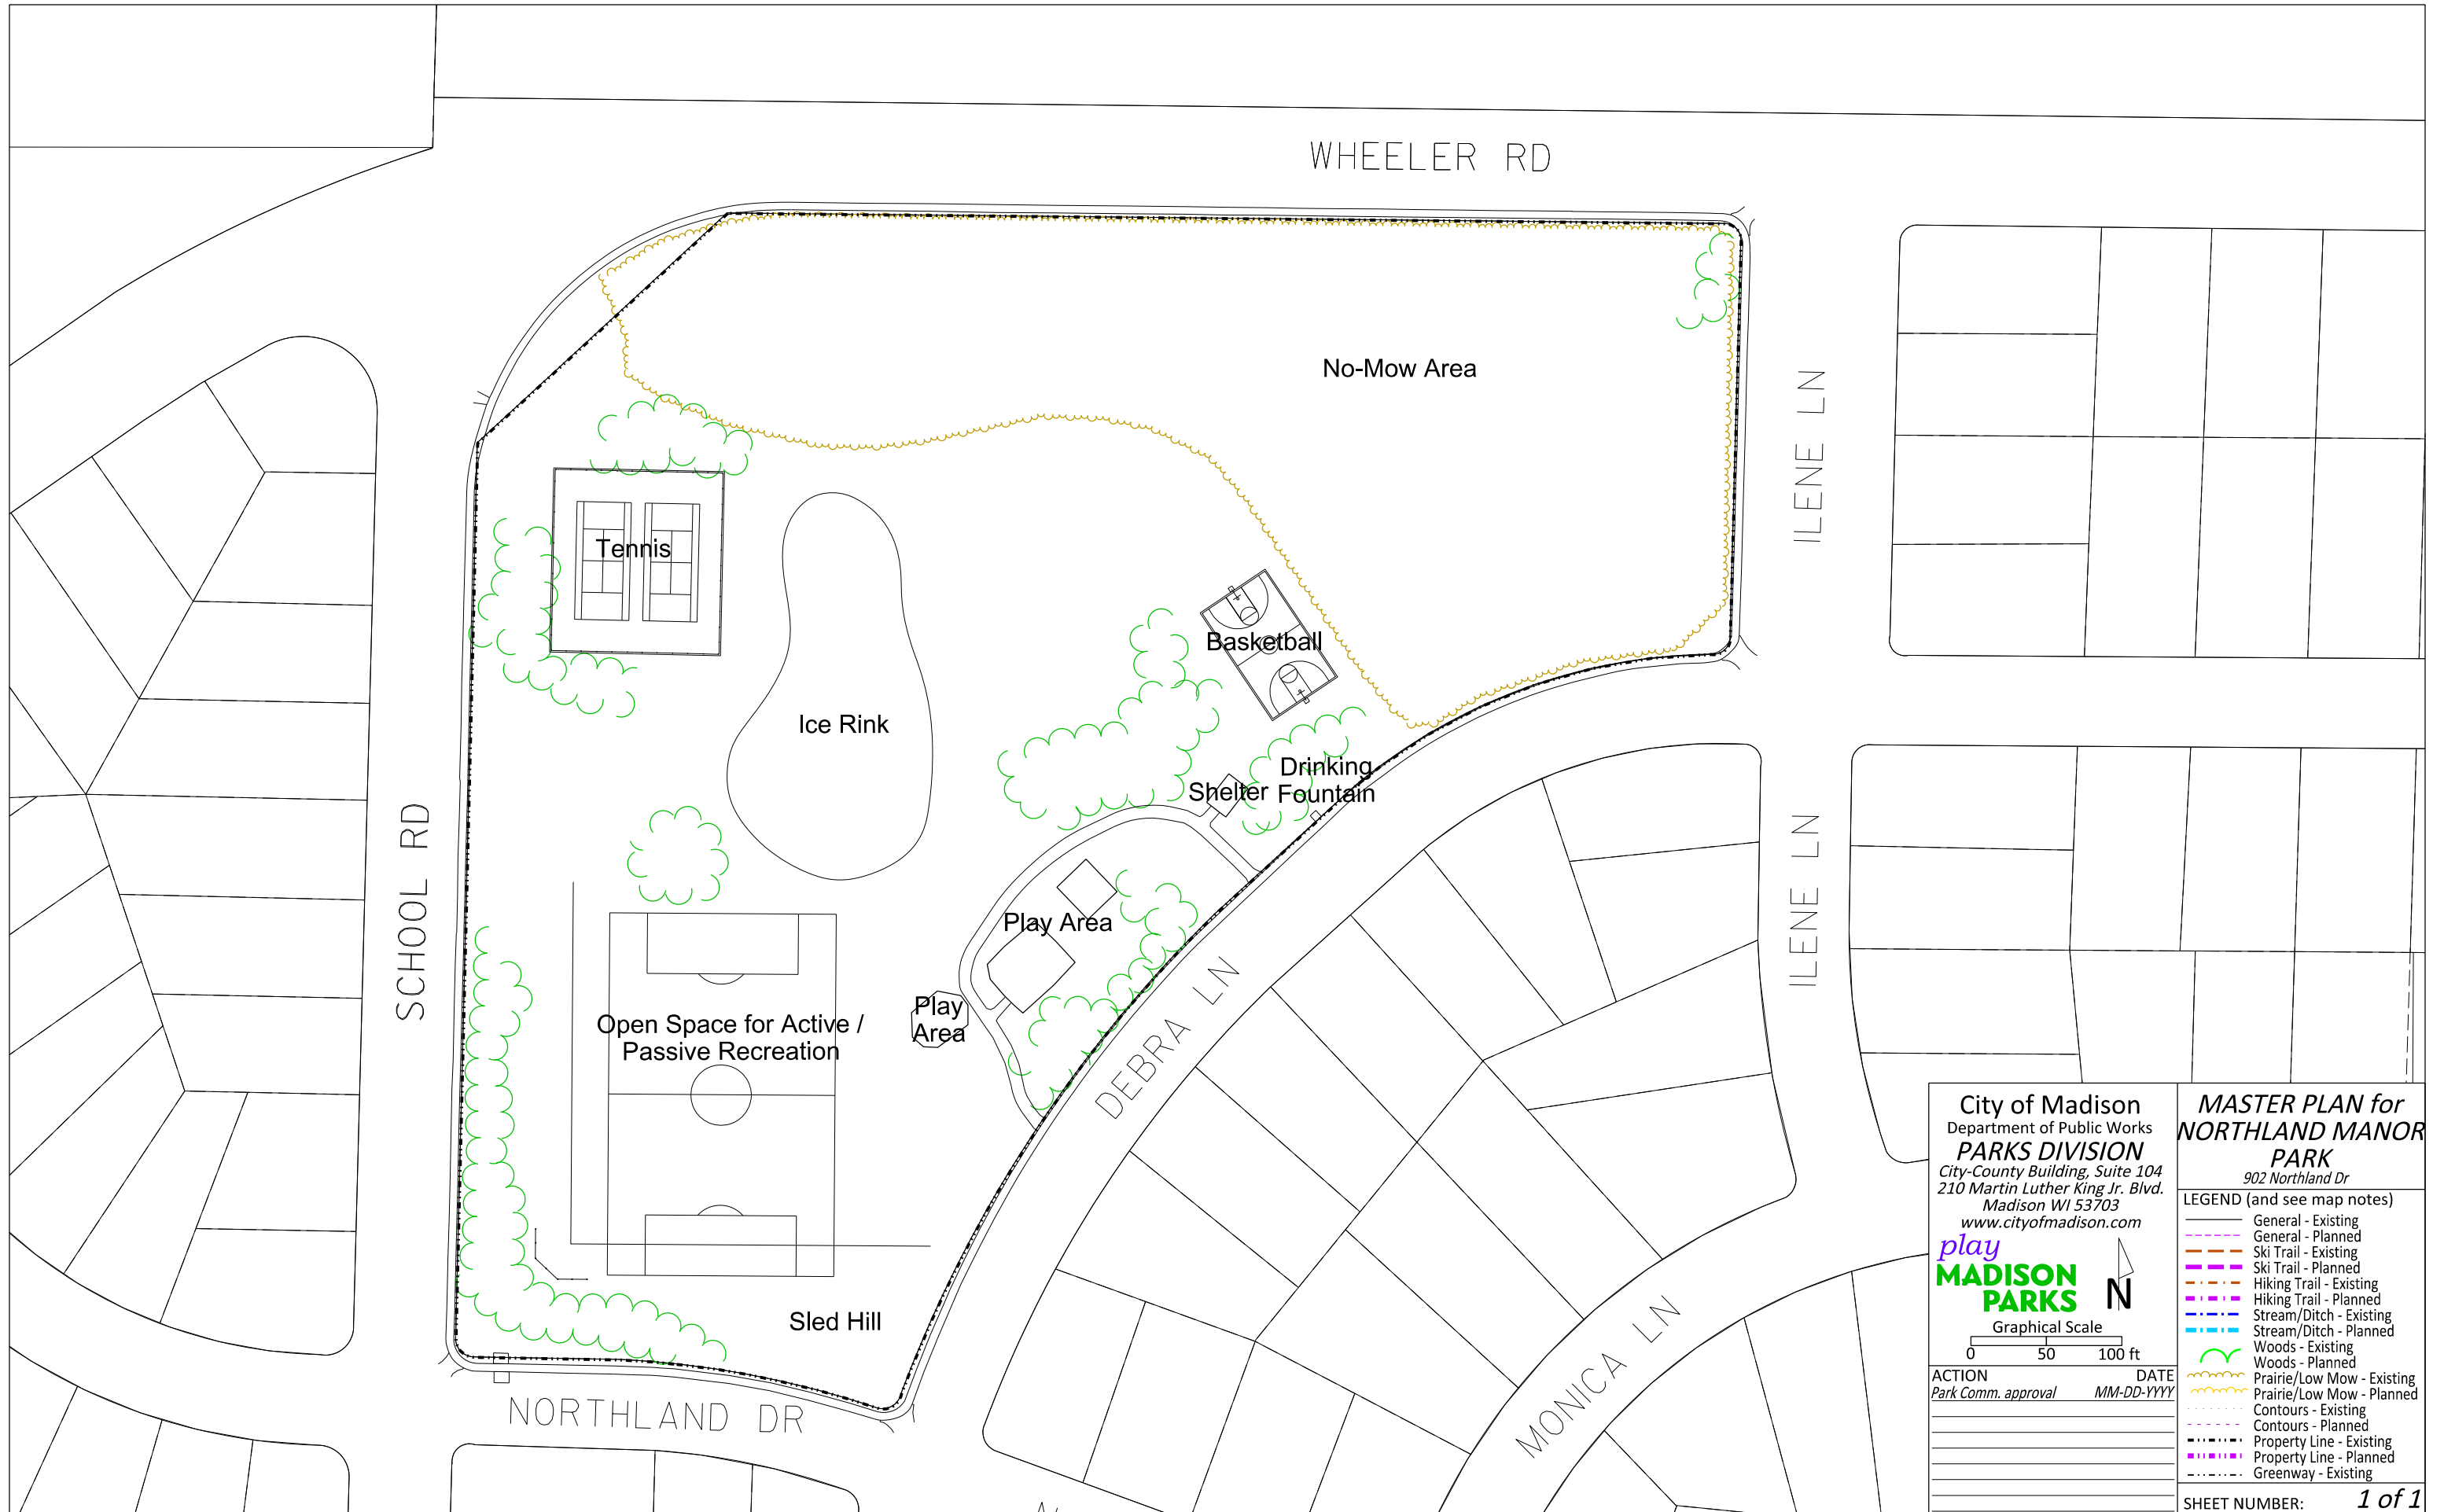 WHEELER RD
No-Mow Area
ILENE LN
Tennis
Basketball
Ice Rink
Drinking
Fountain
Shelter
SCHOOL RD
ILENE LN
Play Area
Play
Area
Open Space for Active /
Passive Recreation
DEBRA LN
Sled Hill
NORTHLAND DR
MONICA LN
City of Madison
Department of Public Works
PARKS DIVISION
City-County Building, Suite 104
210 Martin Luther King Jr. Blvd.
Madison WI 53703
www.cityofmadison.com
play
MADISON
PARKS
N
Graphical Scale
0 50 100 ft
ACTION DATE
Park Comm. approval MM-DD-YYYY
MASTER PLAN for
NORTHLAND MANOR
PARK
902 Northland Dr
LEGEND (and see map notes)
General - Existing
General - Planned
Ski Trail - Existing
Ski Trail - Planned
Hiking Trail - Existing
Hiking Trail - Planned
Stream/Ditch - Existing
Stream/Ditch - Planned
Woods - Existing
Woods - Planned
Prairie/Low Mow - Existing
Prairie/Low Mow - Planned
Contours - Existing
Contours - Planned
Property Line - Existing
Property Line - Planned
Greenway - Existing
SHEET NUMBER: 1 of 1